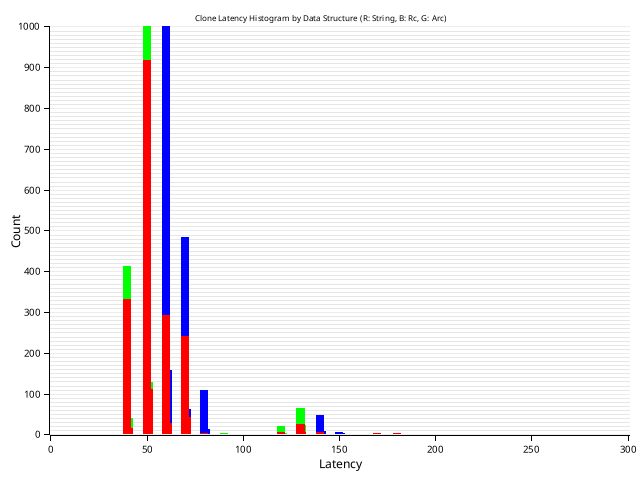 Clone Latency Histogram by Data Structure (R: String, B: Rc, G: Arc)
1000
900
800
700
600
500
400
300
200
100
0
Count
0 50 100 150 200 250 300
Latency